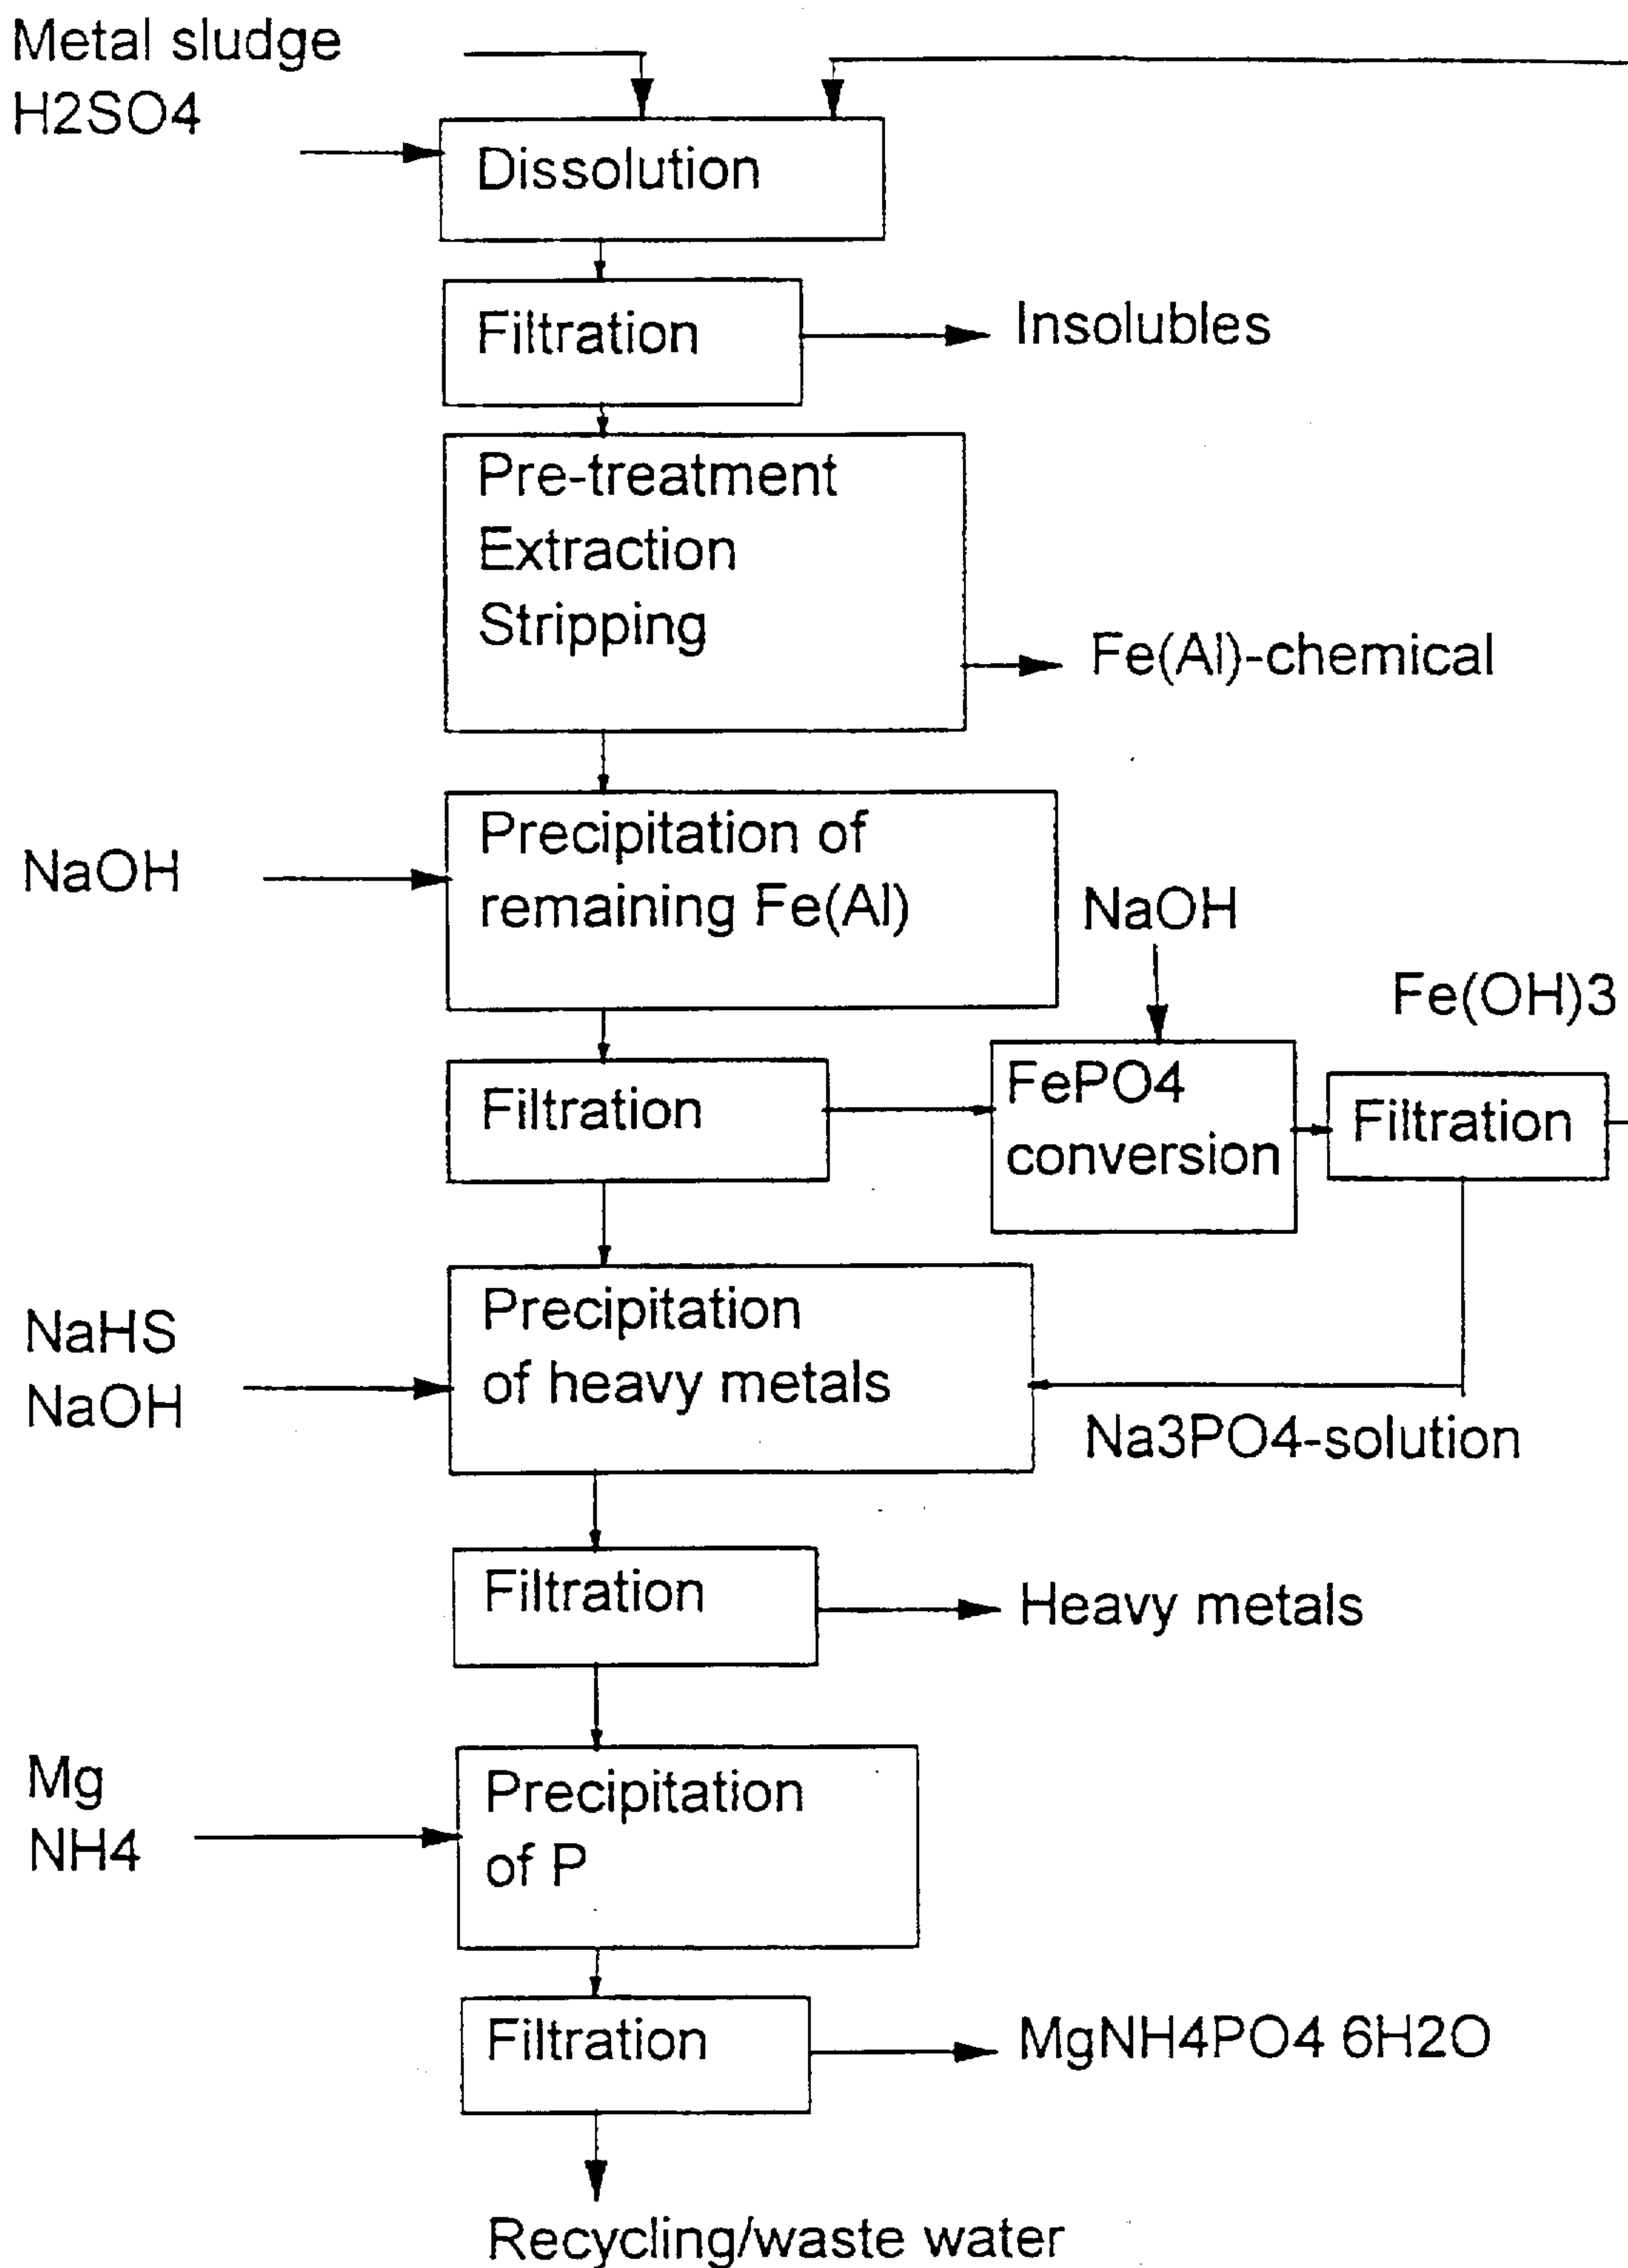 Metal sludge
H2SO4
Dissolution
Filtration
Insolubles
Pre-treatment
Extraction
Stripping
Fe(Al)-chemical
NaOH
Precipitation of
remaining Fe(Al)
NaOH
Fe(OH)3
Filtration
FePO4
conversion
Filtration
NaHS
NaOH
Precipitation
of heavy metals
Na3PO4-solution
Filtration
Heavy metals
Mg
NH4
Precipitation
of P
Filtration
MgNH4PO4 6H2O
Recycling/waste water